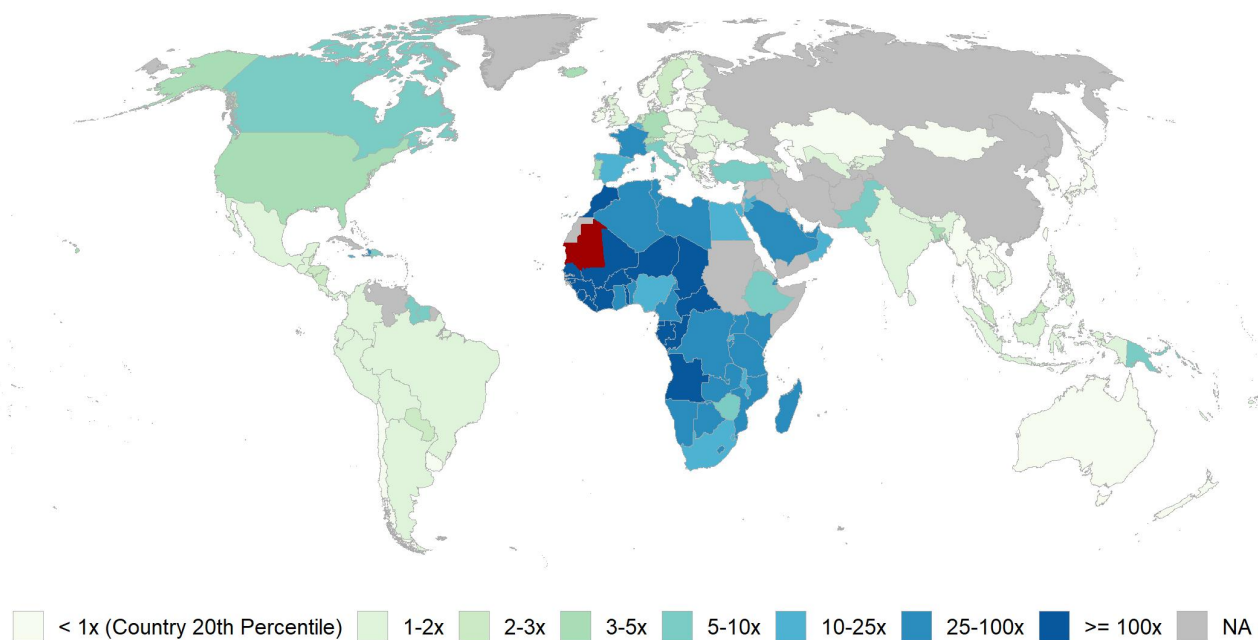 < 1x (Country 20th Percentile) 1-2x 2-3x 3-5x 5-10x 10-25x 25-100x >= 100x NA